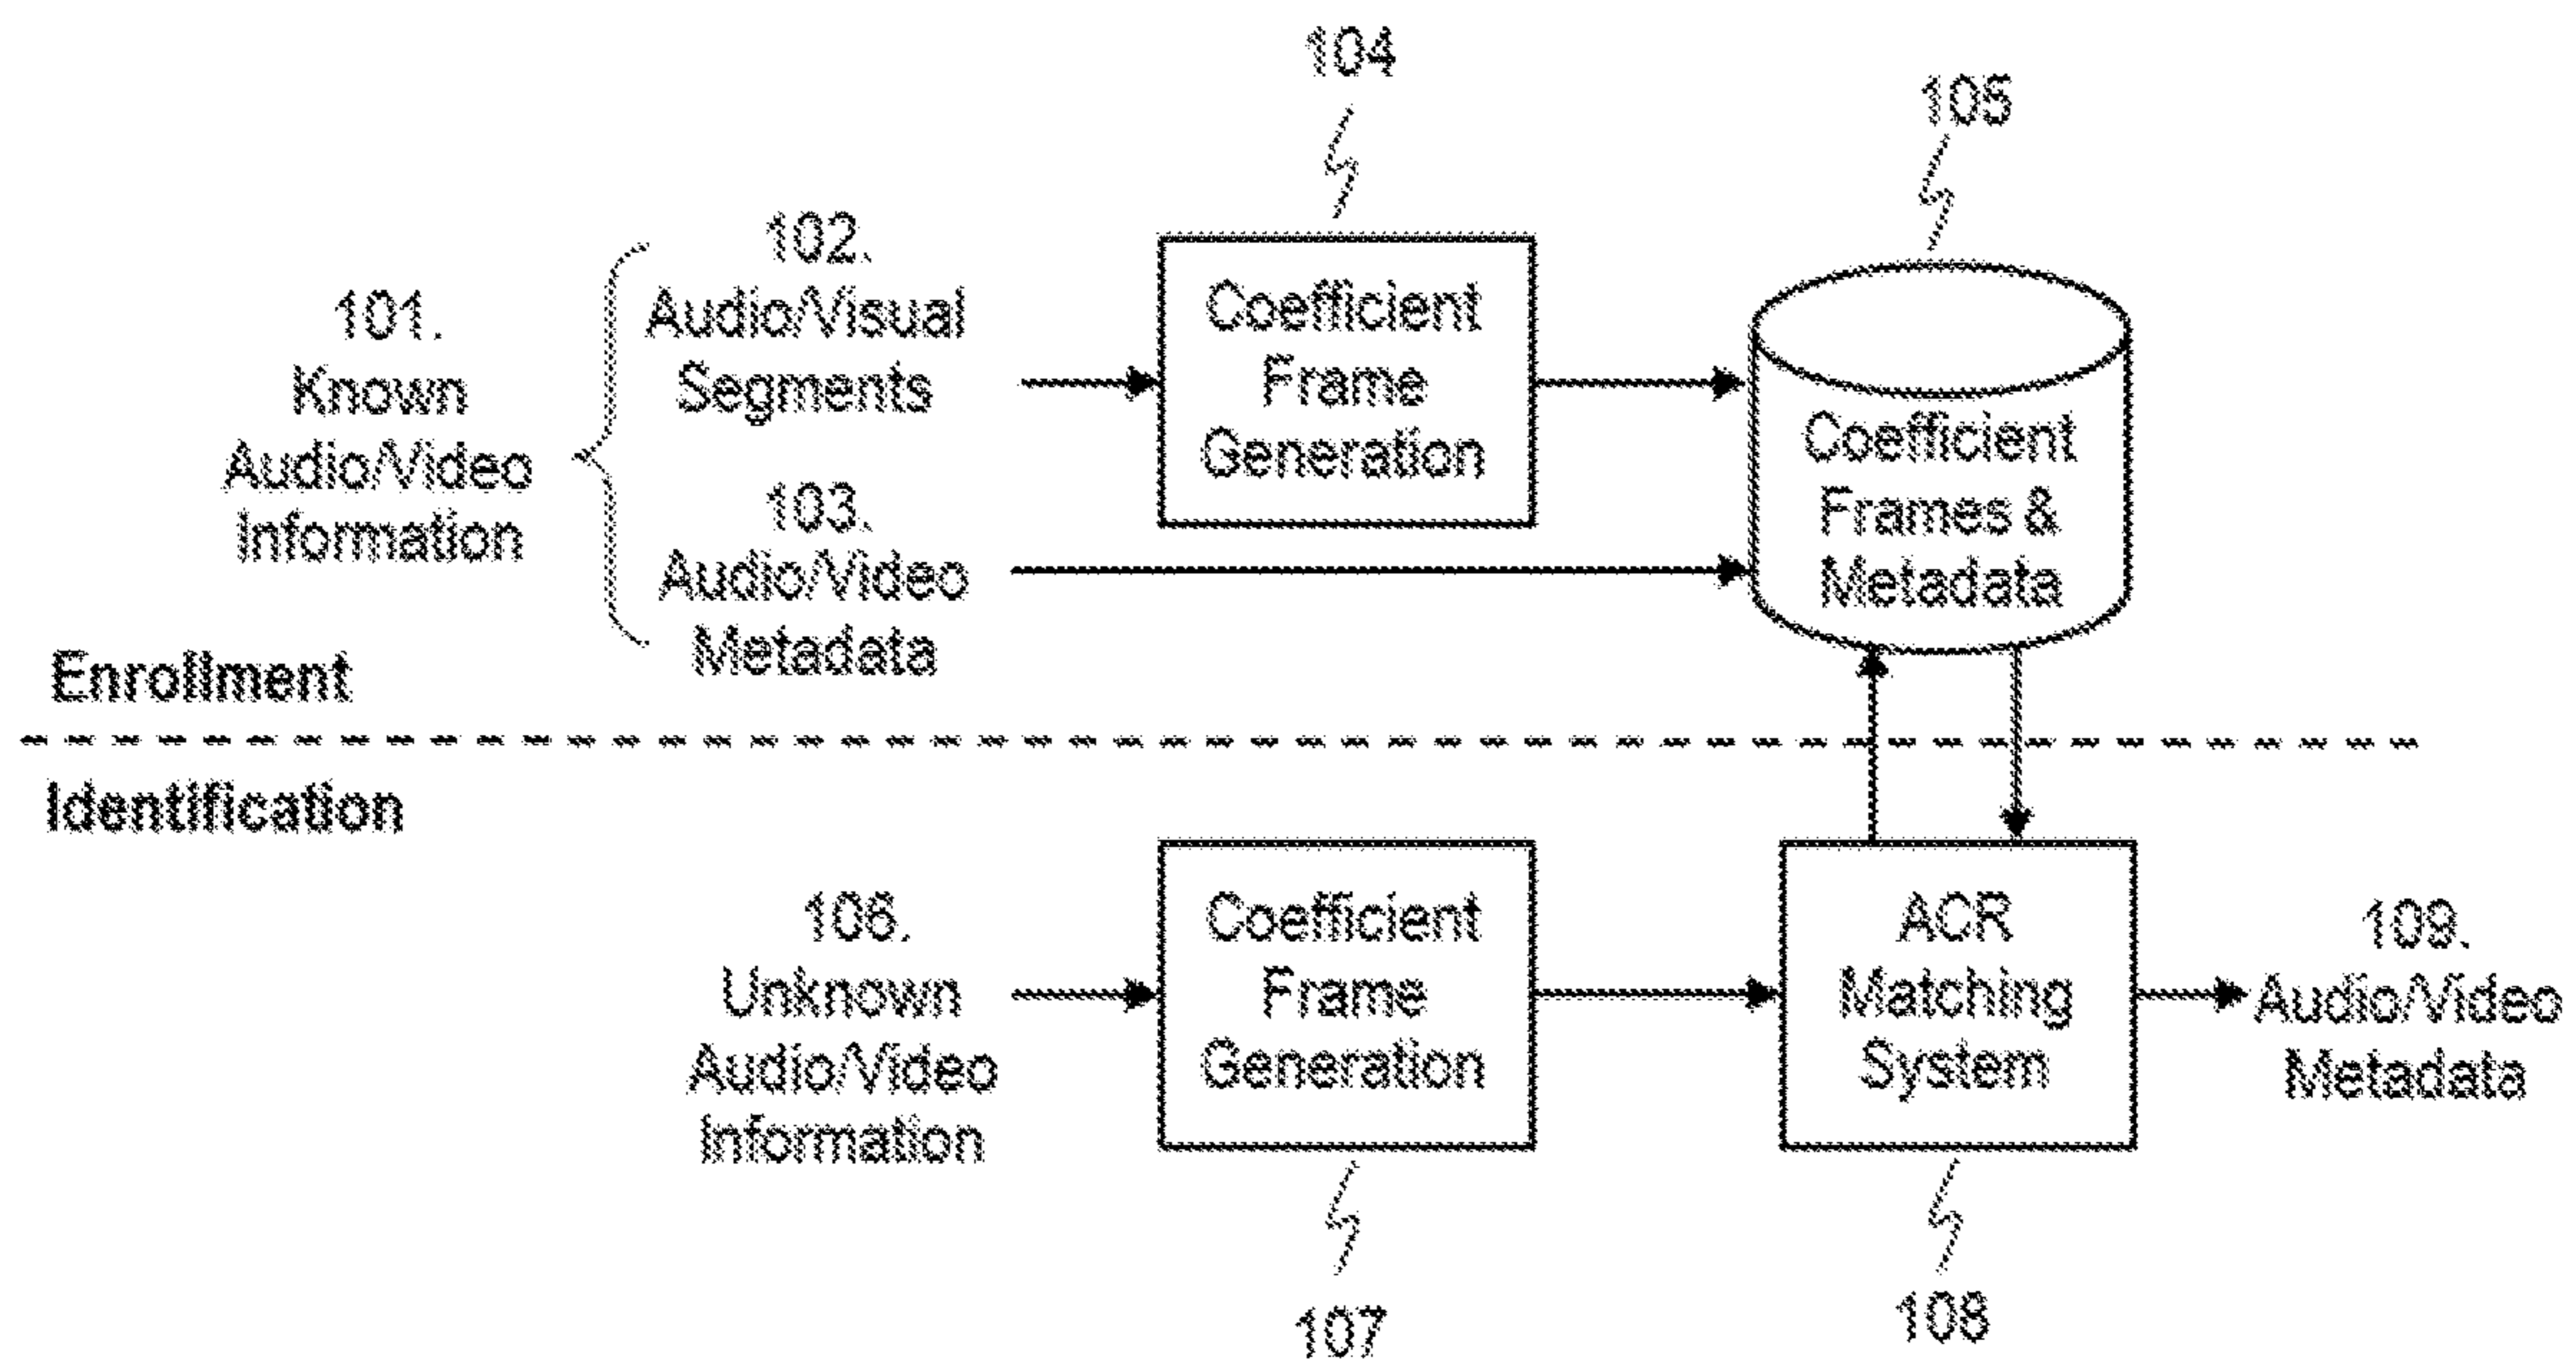 104
105
101.
Known
Audio/Video
Information
102.
Audio/Visual
Segments
103.
Audio/Video
Metadata
Coefficient
Frame
Generation
Coefficient
Frames &
Metadata
Enrollment
Identification
106.
Unknown
Audio/Video
Information
Coefficient
Frame
Generation
ACR
Matching
System
109.
Audio/Video
Metadata
107
108